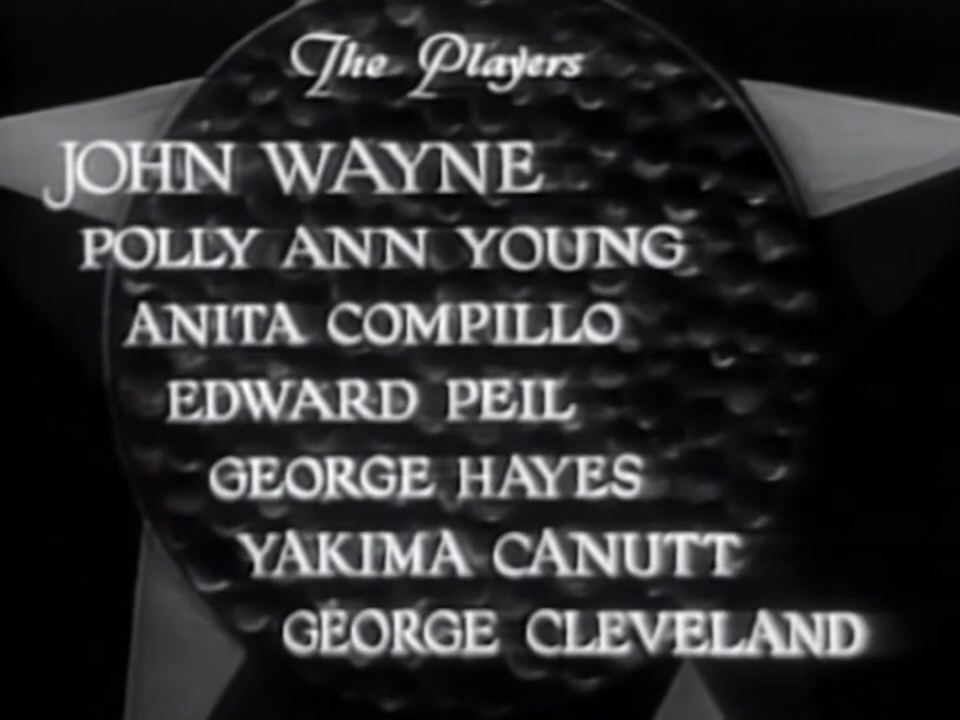 The Players
JOHN WAYNE
POLLY ANN YOUNG
ANITA COMPILLO
EDWARD PEIL
GEORGE HAYES
YAKIMA CANUTT
GEORGE CLEVELAND